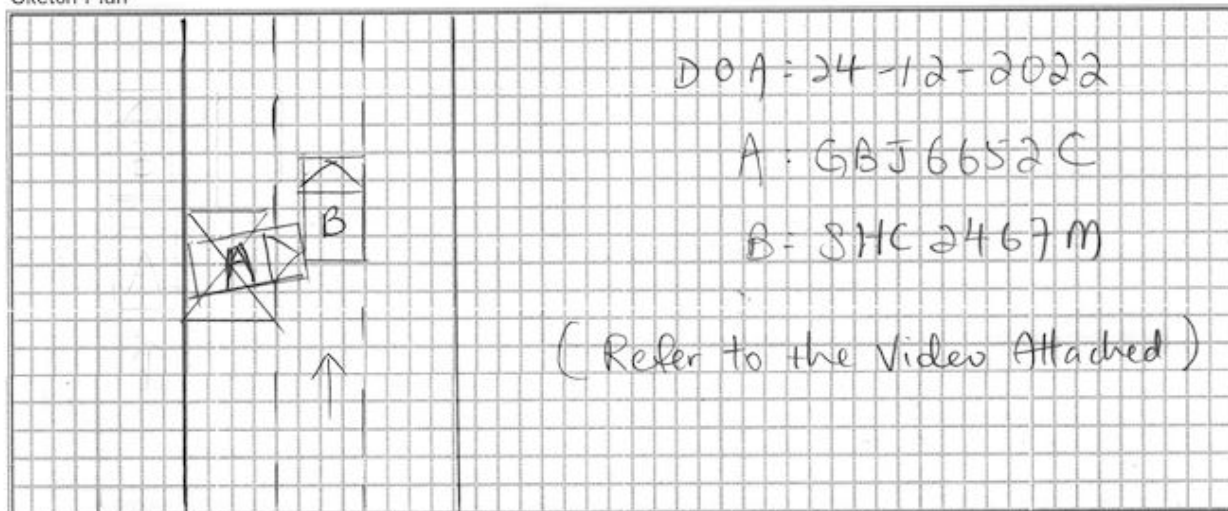 Sketch Plan
DOA: 24-12-2022
A: GBJ6652C
B: SHC2467M
(Refer to the Video Attached)
A
B